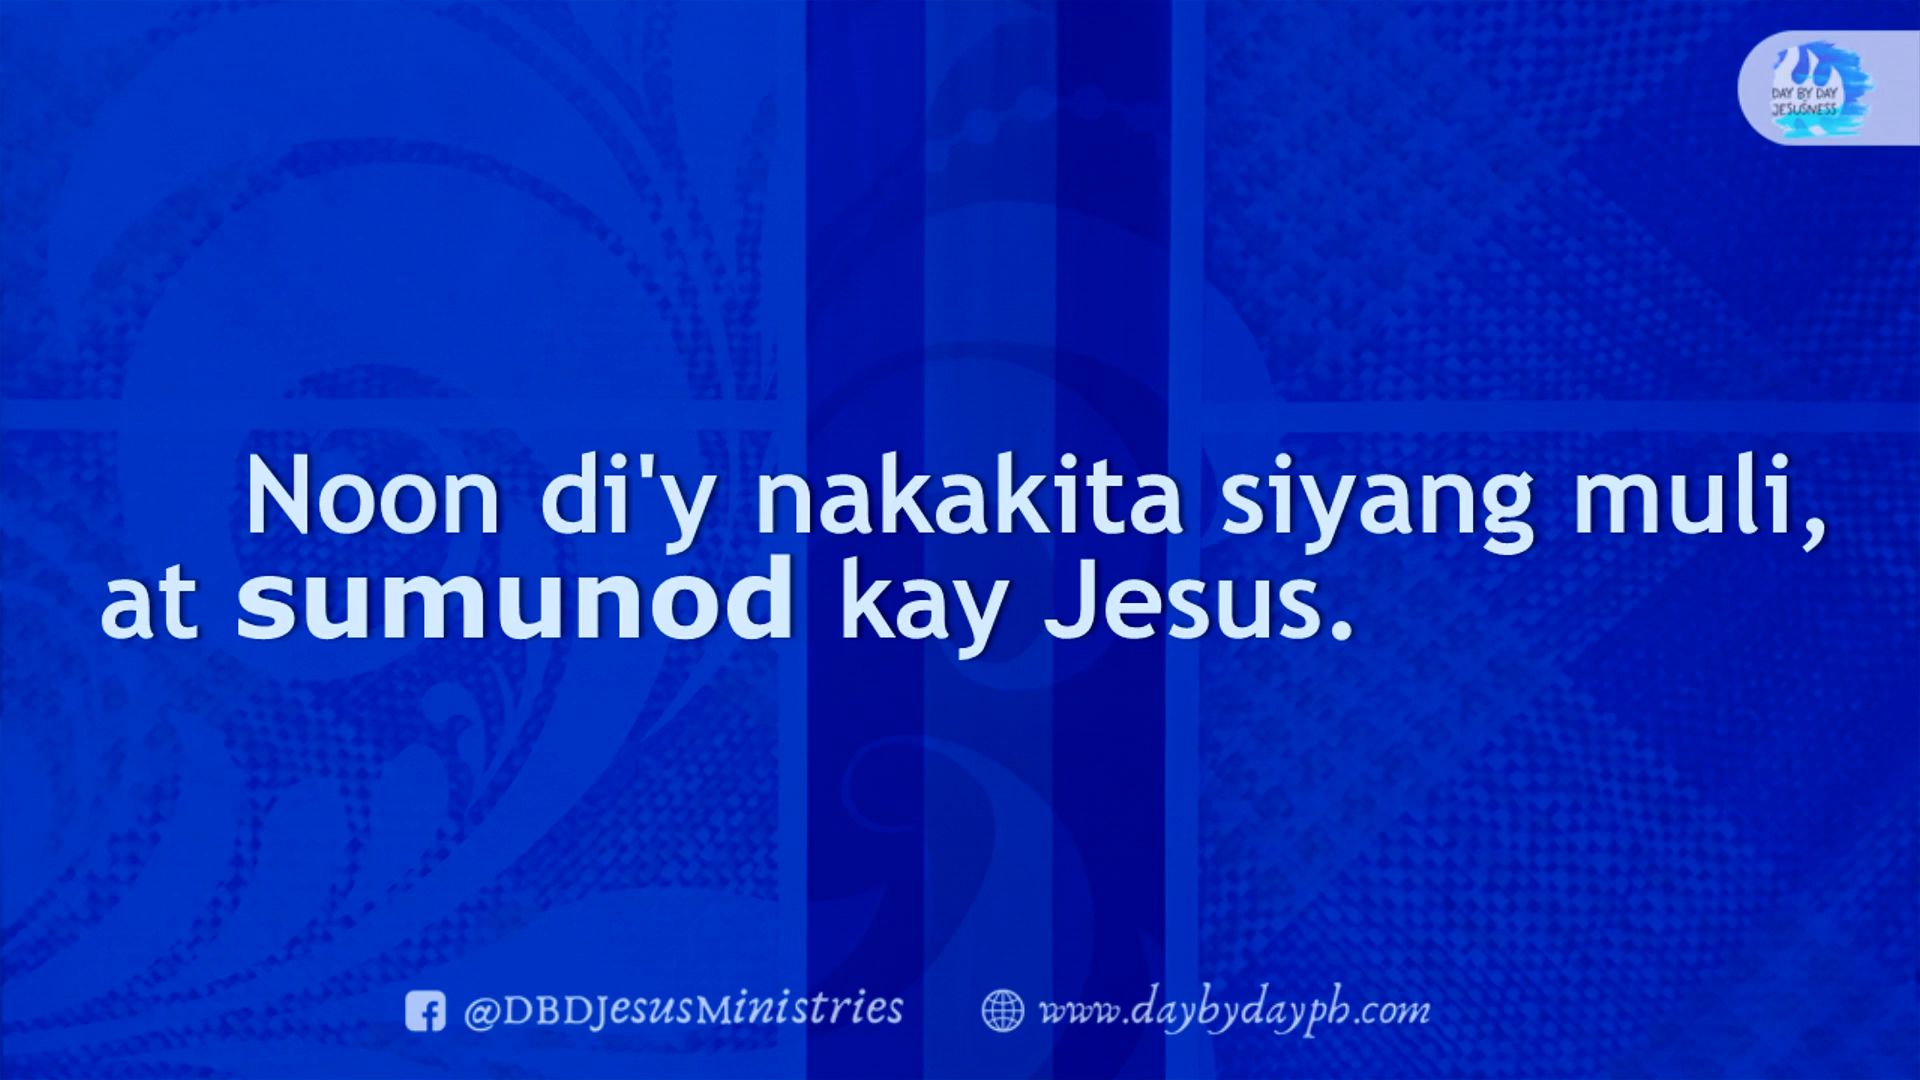 DAY BY DAY
JESUSNESS
Noon di'y nakakita siyang muli,
at sumunod kay Jesus.
@DBDJesusMinistries
www.daybydayph.com